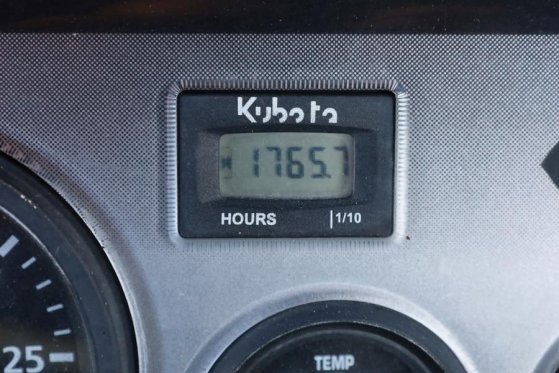 Kubota
1765.7
HOURS 1/10
25
TEMP